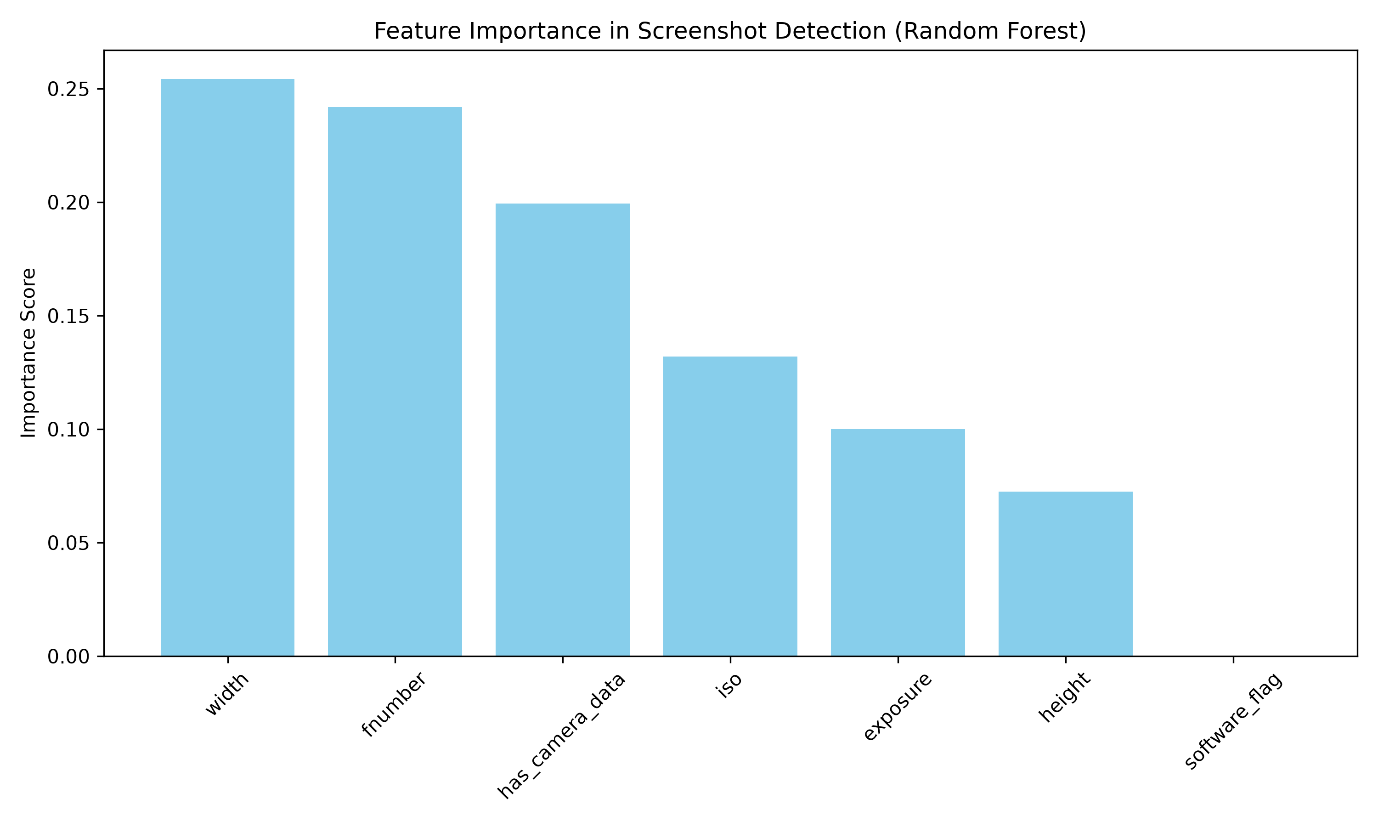 Feature Importance in Screenshot Detection (Random Forest)
Importance Score
0.25
0.20
0.15
0.10
0.05
0.00
width
fnumber
has_camera_data
iso
exposure
height
software_flag